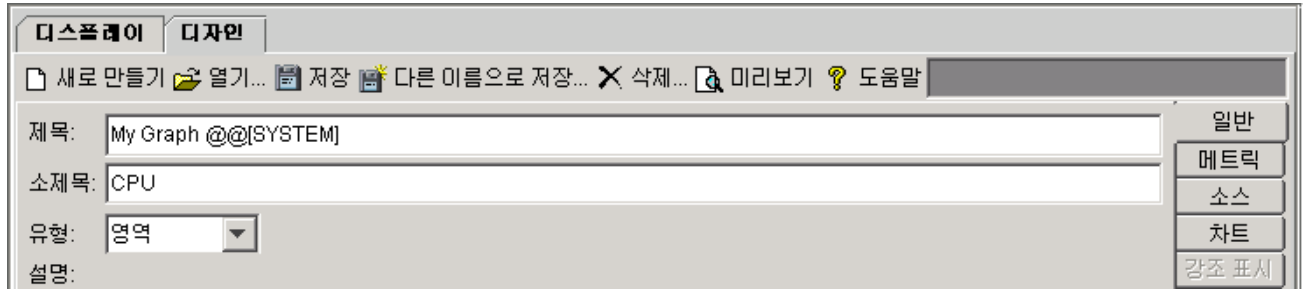 디스플레이 디자인
새로 만들기 열기... 저장 다른 이름으로 저장... 삭제... 미리보기 도움말
제목: My Graph @@[SYSTEM] 일반
메트릭
소제목: CPU
소스
유형: 영역 차트
설명: 강조 표시